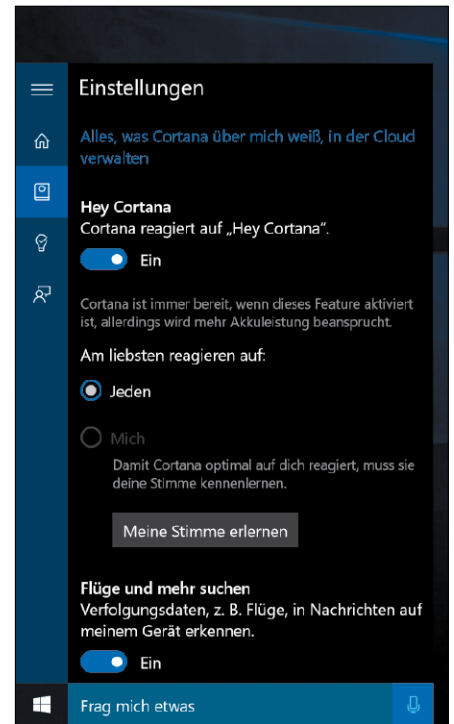 Einstellungen
Alles, was Cortana über mich weiß, in der Cloud
verwalten
Hey Cortana
Cortana reagiert auf „Hey Cortana“.
Ein
Cortana ist immer bereit, wenn dieses Feature aktiviert
ist, allerdings wird mehr Akkuleistung beansprucht.
Am liebsten reagieren auf:
Jeden
Mich
Damit Cortana optimal auf dich reagiert, muss sie
deine Stimme kennenlernen.
Meine Stimme erlernen
Flüge und mehr suchen
Verfolgungsdaten, z. B. Flüge, in Nachrichten auf
meinem Gerät erkennen.
Ein
Frag mich etwas